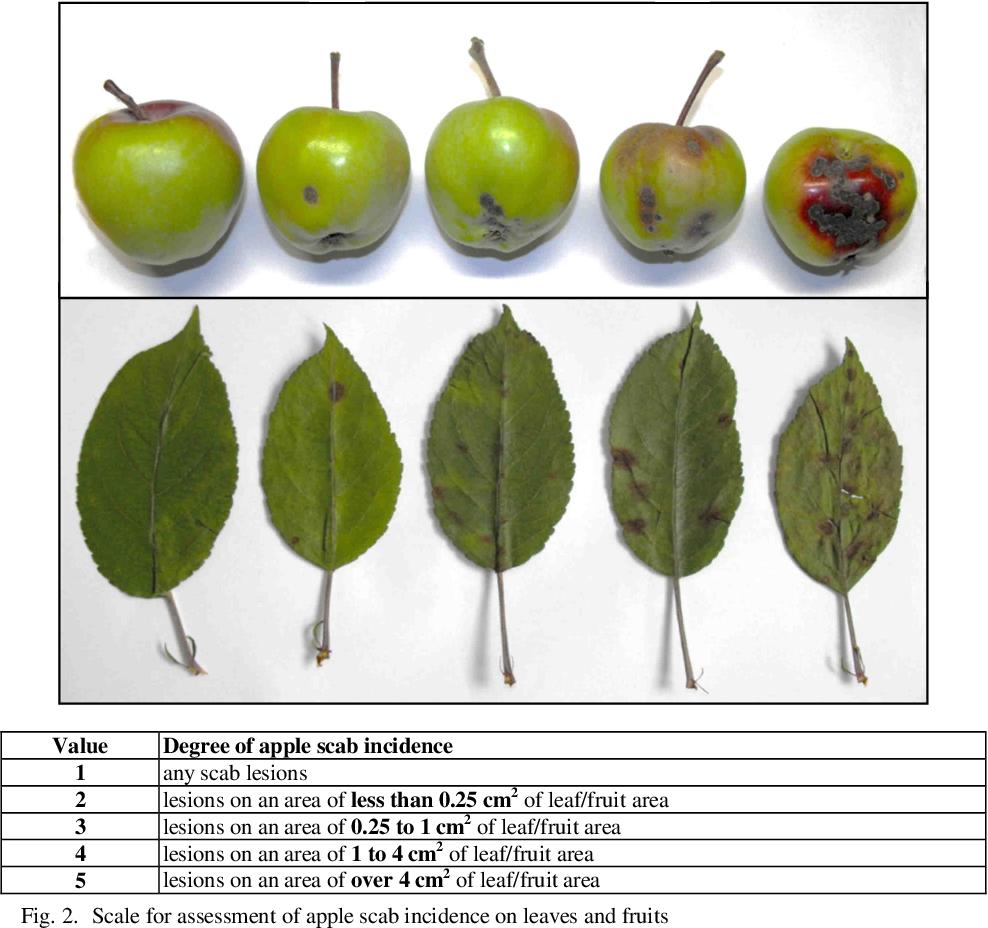 Value Degree of apple scab incidence
1 any scab lesions
2 lesions on an area of less than 0.25 cm² of leaf/fruit area
3 lesions on an area of 0.25 to 1 cm² of leaf/fruit area
4 lesions on an area of 1 to 4 cm² of leaf/fruit area
5 lesions on an area of over 4 cm² of leaf/fruit area
Fig. 2. Scale for assessment of apple scab incidence on leaves and fruits